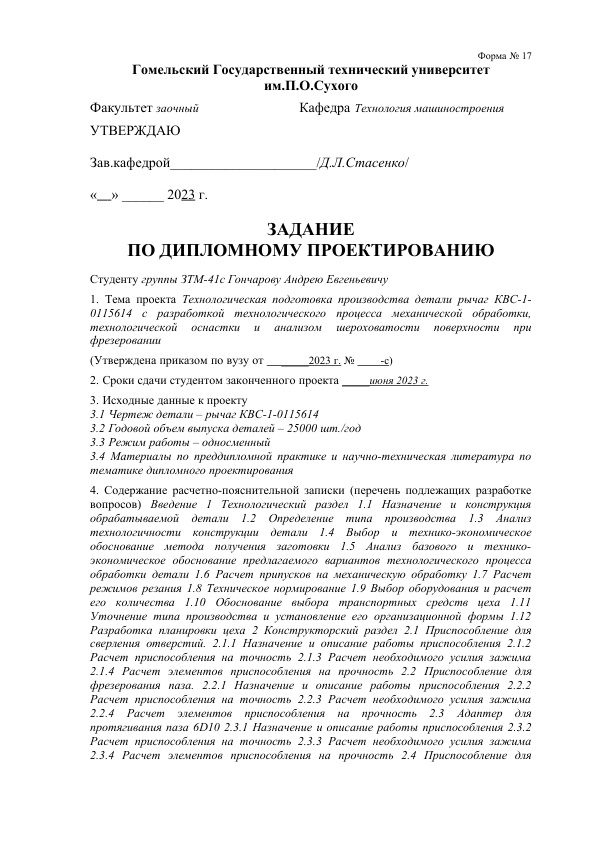 Форма № 17
Гомельский Государственный технический университет
им.П.О.Сухого
Факультет заочный Кафедра Технология машиностроения
УТВЕРЖДАЮ
Зав.кафедрой_____________________/Д.Л.Стасенко/
«__» ______ 2023 г.
ЗАДАНИЕ
ПО ДИПЛОМНОМУ ПРОЕКТИРОВАНИЮ
Студенту группы ЗТМ-41с Гончарову Андрею Евгеньевичу
1. Тема проекта Технологическая подготовка производства детали рычаг КВС-1-
0115614 с разработкой технологического процесса механической обработки,
технологической оснастки и анализом шероховатости поверхности при
фрезеровании
(Утверждена приказом по вузу от _______2023 г. № ____-с)
2. Сроки сдачи студентом законченного проекта _____июня 2023 г.
3. Исходные данные к проекту
3.1 Чертеж детали – рычаг КВС-1-0115614
3.2 Годовой объем выпуска деталей – 25000 шт./год
3.3 Режим работы – односменный
3.4 Материалы по преддипломной практике и научно-техническая литература по
тематике дипломного проектирования
4. Содержание расчетно-пояснительной записки (перечень подлежащих разработке
вопросов) Введение 1 Технологический раздел 1.1 Назначение и конструкция
обрабатываемой детали 1.2 Определение типа производства 1.3 Анализ
технологичности конструкции детали 1.4 Выбор и технико-экономическое
обоснование метода получения заготовки 1.5 Анализ базового и технико-
экономическое обоснование предлагаемого вариантов технологического процесса
обработки детали 1.6 Расчет припусков на механическую обработку 1.7 Расчет
режимов резания 1.8 Техническое нормирование 1.9 Выбор оборудования и расчет
его количества 1.10 Обоснование выбора транспортных средств цеха 1.11
Уточнение типа производства и установление его организационной формы 1.12
Разработка планировки цеха 2 Конструкторский раздел 2.1 Приспособление для
сверления отверстий. 2.1.1 Назначение и описание работы приспособления 2.1.2
Расчет приспособления на точность 2.1.3 Расчет необходимого усилия зажима
2.1.4 Расчет элементов приспособления на прочность 2.2 Приспособление для
фрезерования паза. 2.2.1 Назначение и описание работы приспособления 2.2.2
Расчет приспособления на точность 2.2.3 Расчет необходимого усилия зажима
2.2.4 Расчет элементов приспособления на прочность 2.3 Адаптер для
протягивания паза 6D10 2.3.1 Назначение и описание работы приспособления 2.3.2
Расчет приспособления на точность 2.3.3 Расчет необходимого усилия зажима
2.3.4 Расчет элементов приспособления на прочность 2.4 Приспособление для